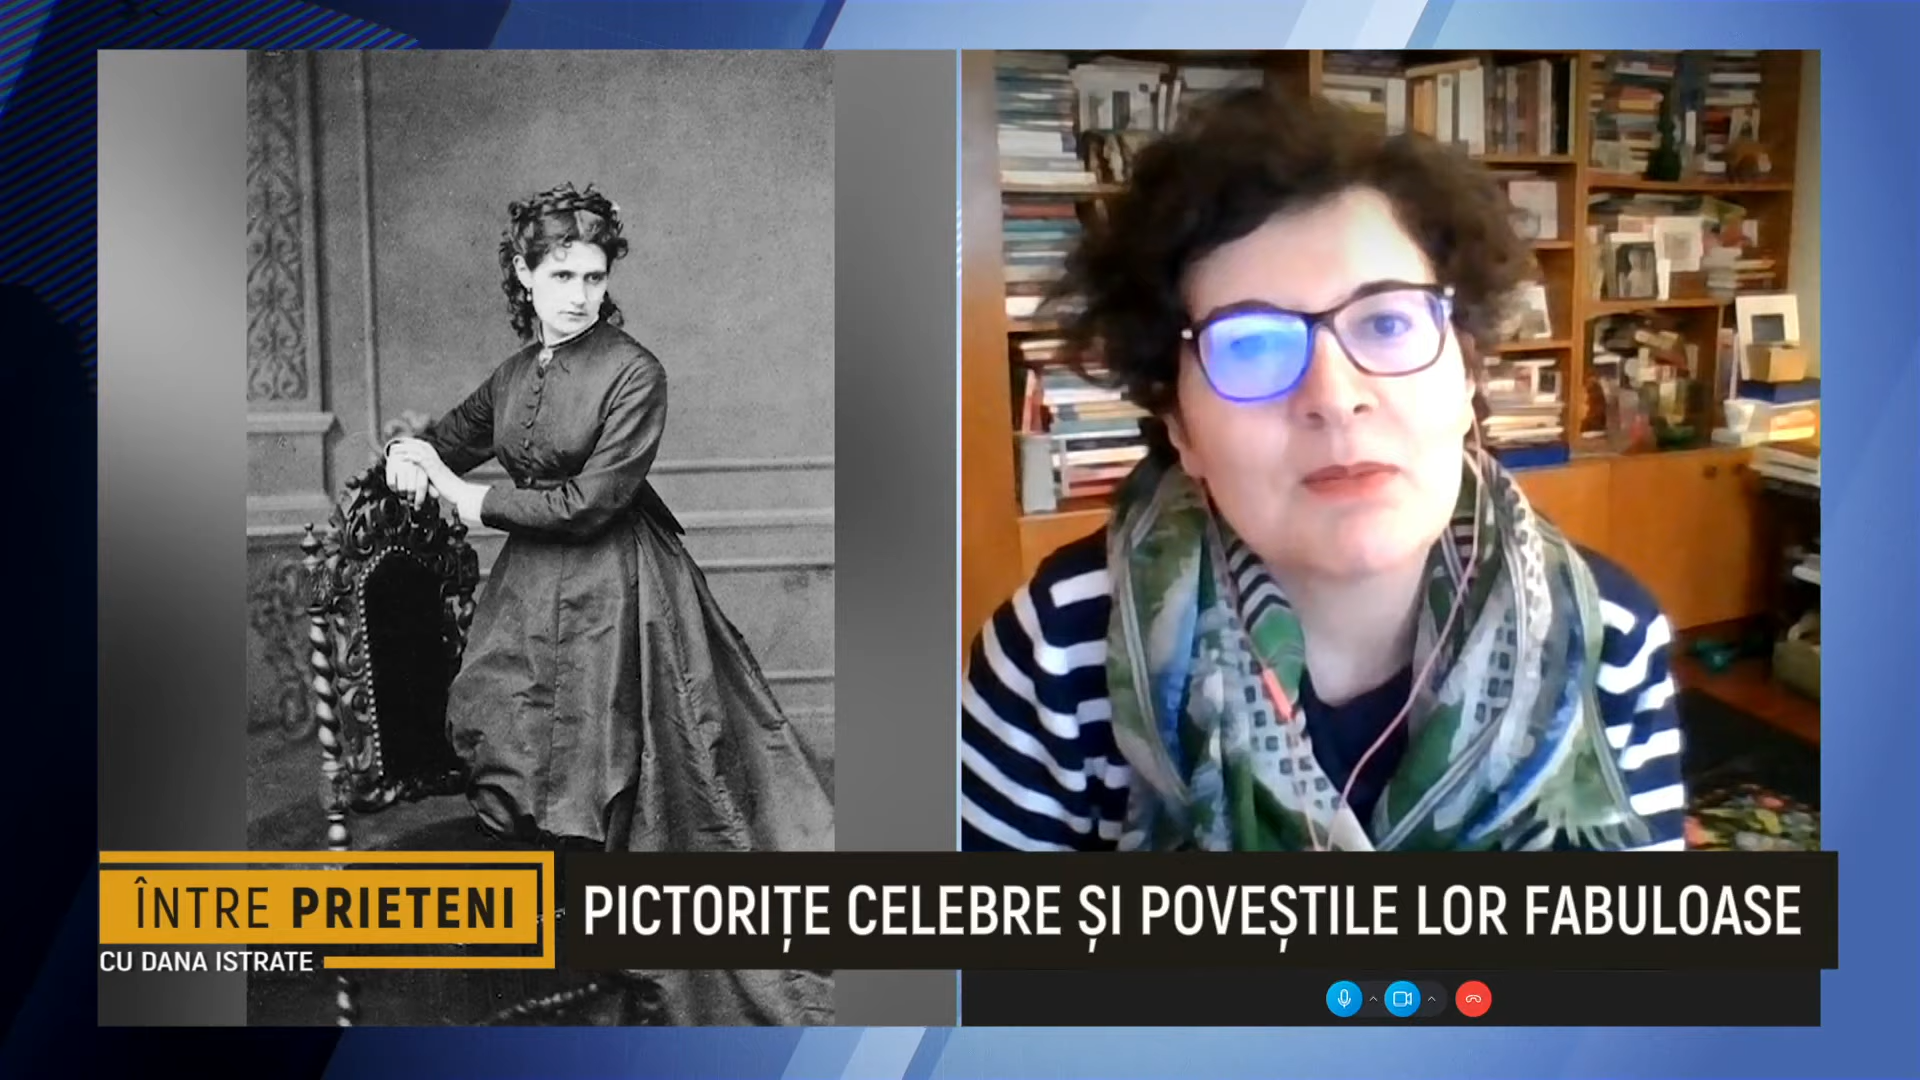 ÎNTRE PRIETENI
CU DANA ISTRATE
PICTORIȚE CELEBRE ȘI POVEȘTILE LOR FABULOASE